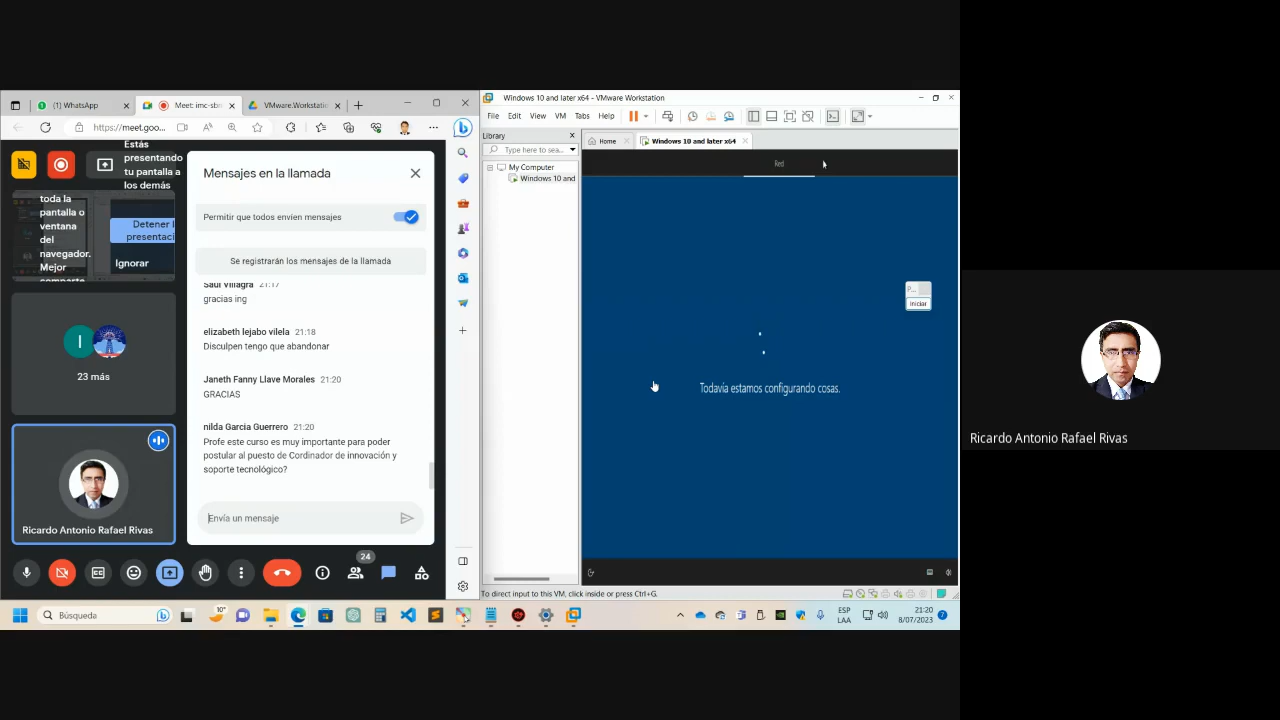 (1) WhatsApp
Meet: imc-sbn
VMware.Workstatio
https://meet.goo...
Estás
presentando
tu pantalla a
los demás
toda la
pantalla o
ventana
del
navegador.
Mejor
Detener l
presentaci
Ignorar
23 más
I
Ricardo Antonio Rafael Rivas
Mensajes en la llamada
Permitir que todos envíen mensajes
Se registrarán los mensajes de la llamada
Saul Villagra 21:17
gracias ing
elizabeth lejabo vilela 21:18
Disculpen tengo que abandonar
Janeth Fanny Llave Morales 21:20
GRACIAS
nilda Garcia Guerrero 21:20
Profe este curso es muy importante para poder
postular al puesto de Cordinador de innovación y
soporte tecnológico?
Envía un mensaje
24
Windows 10 and later x64 - VMware Workstation
File Edit View VM Tabs Help
Library
Type here to sea...
My Computer
Windows 10 and
Home
Windows 10 and later x64
Red
P...
Iniciar
Todavía estamos configurando cosas.
To direct input to this VM, click inside or press Ctrl+G.
Búsqueda
10°
ESP
LAA
21:20
8/07/2023
7
Ricardo Antonio Rafael Rivas